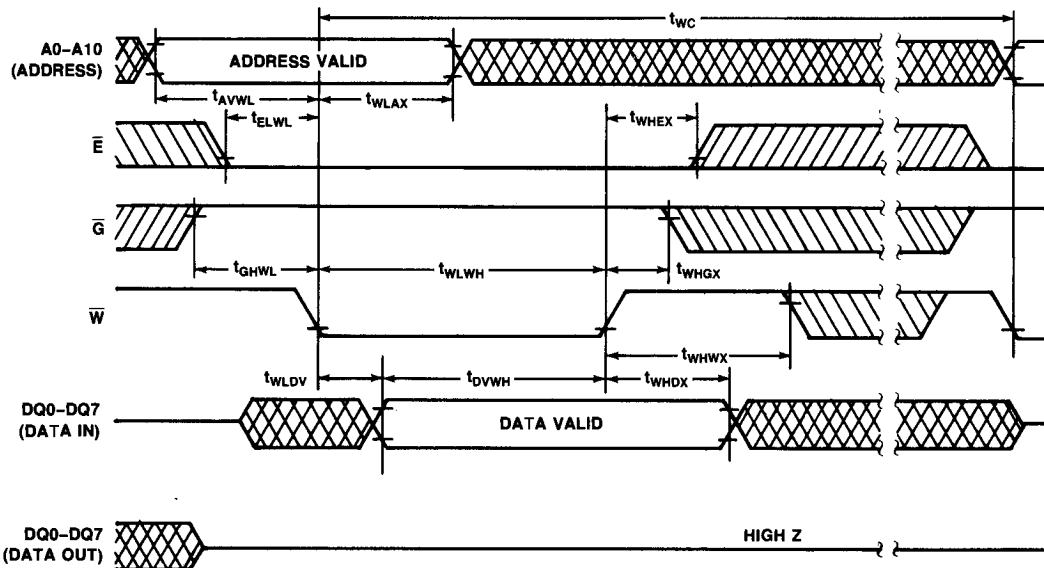 tWC
A0–A10
(ADDRESS)
ADDRESS VALID
tAVWL
tWLAX
tELWL
tWHEX
E̅
G̅
tGHWL
tWLWH
tWHGX
W̅
tWHWX
tWLDV
tDVWH
tWHDX
DQ0–DQ7
(DATA IN)
DATA VALID
DQ0–DQ7
(DATA OUT)
HIGH Z